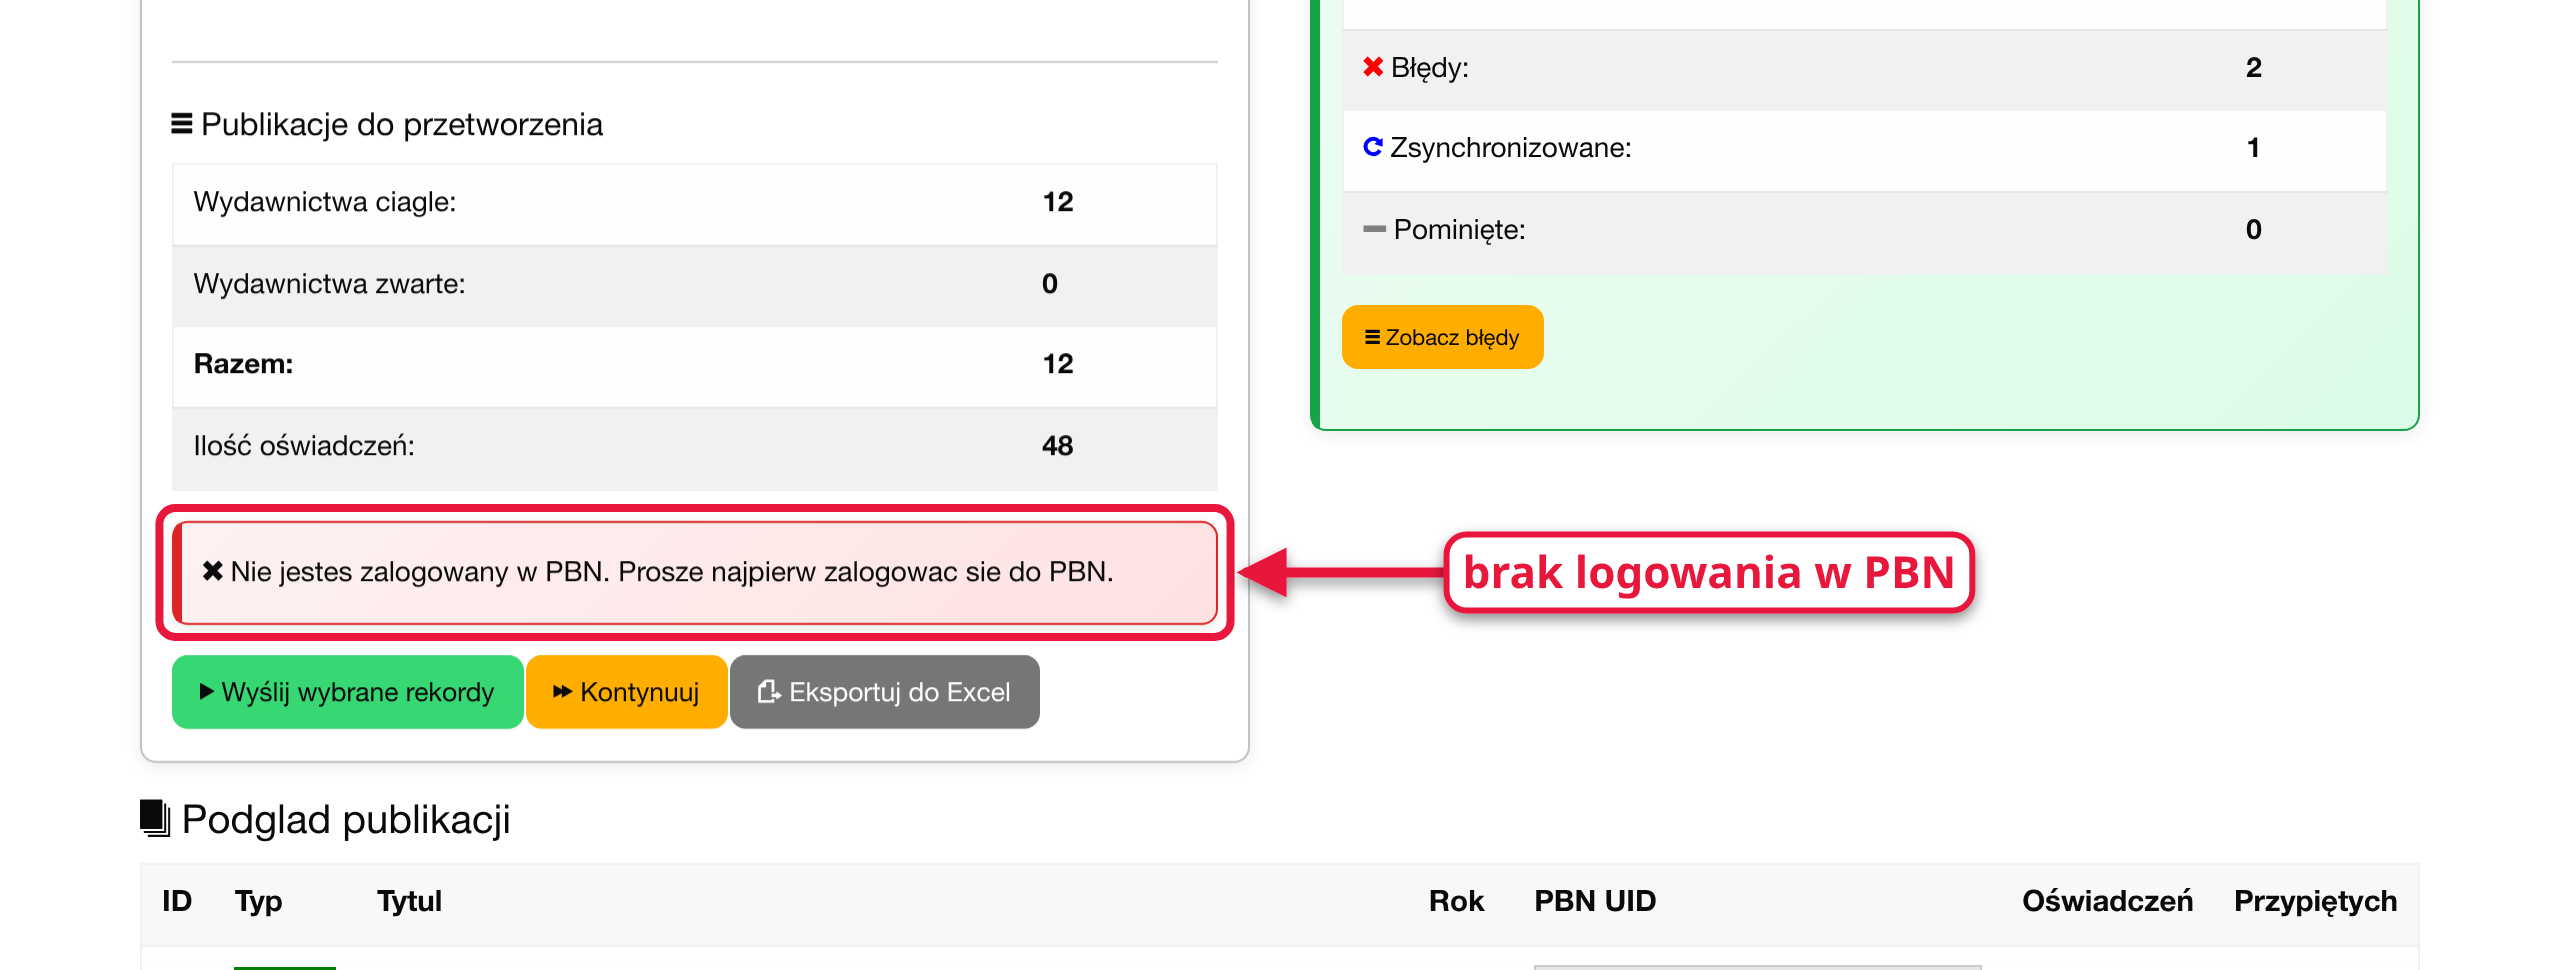 Publikacje do przetworzenia
Wydawnictwa ciagle: 12
Wydawnictwa zwarte: 0
Razem: 12
Ilość oświadczeń: 48
Nie jestes zalogowany w PBN. Prosze najpierw zalogowac sie do PBN.
Wyślij wybrane rekordy Kontynuuj Eksportuj do Excel
Błędy: 2
Zsynchronizowane: 1
Pominięte: 0
Zobacz błędy
brak logowania w PBN
Podglad publikacji
ID Typ Tytul Rok PBN UID Oświadczeń Przypiętych